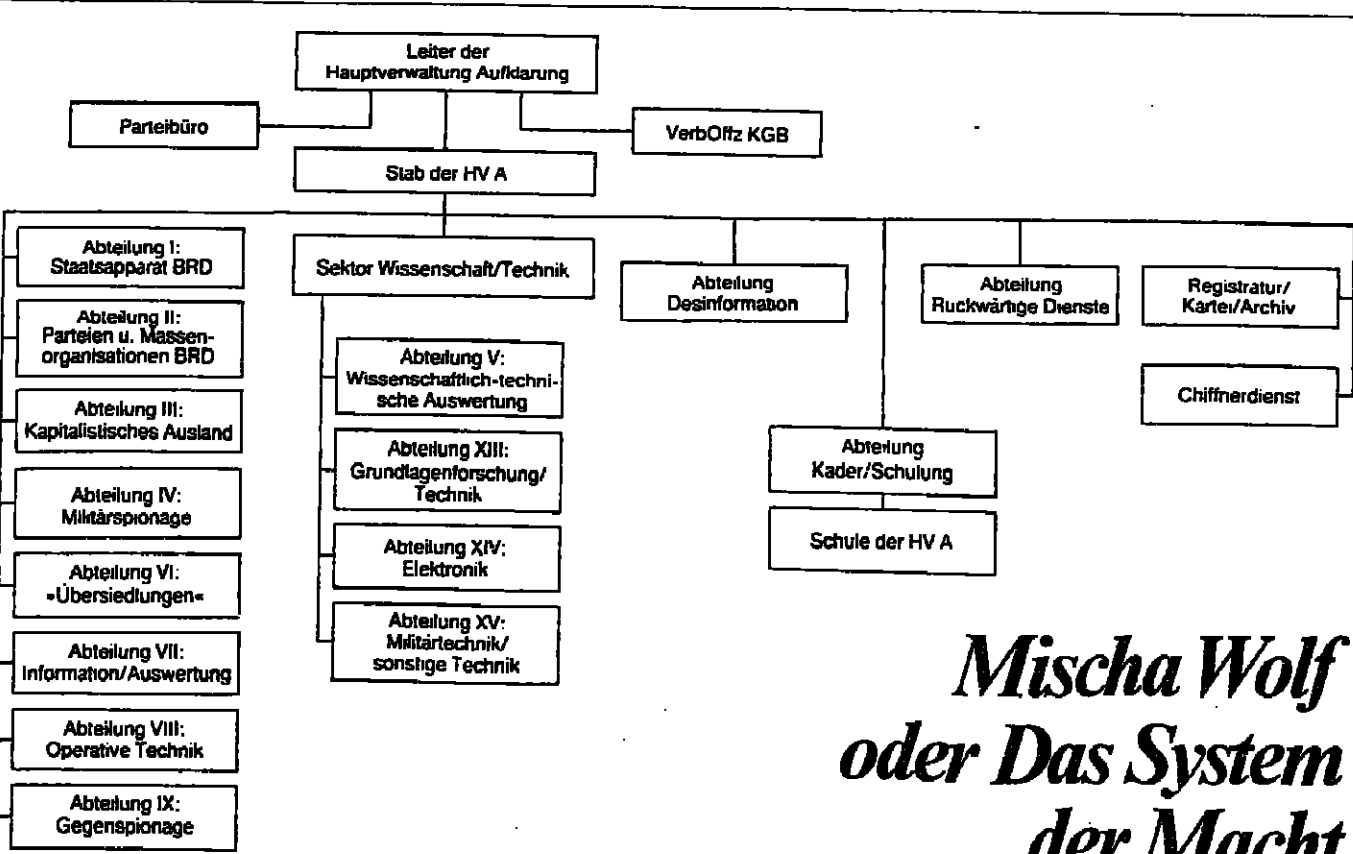 Leiter der
Hauptverwaltung Aufklarung
Parteibüro
VerbOffz KGB
Stab der HV A
Abteilung I:
Staatsapparat BRD
Abteilung II:
Parteien u. Massen-
organisationen BRD
Abteilung III:
Kapitalistisches Ausland
Abteilung IV:
Militärspionage
Abteilung VI:
»Übersiedlungen«
Abteilung VII:
Information/Auswertung
Abteilung VIII:
Operative Technik
Abteilung IX:
Gegenspionage
Sektor Wissenschaft/Technik
Abteilung V:
Wissenschaftlich-techni-
sche Auswertung
Abteilung XIII:
Grundlagenforschung/
Technik
Abteilung XIV:
Elektronik
Abteilung XV:
Militärtechnik/
sonstige Technik
Abteilung
Desinformation
Abteilung
Kader/Schulung
Schule der HV A
Abteilung
Ruckwärtige Dienste
Registratur/
Kartei/Archiv
Chiffrierdienst
Mischa Wolf
oder Das System
der Macht